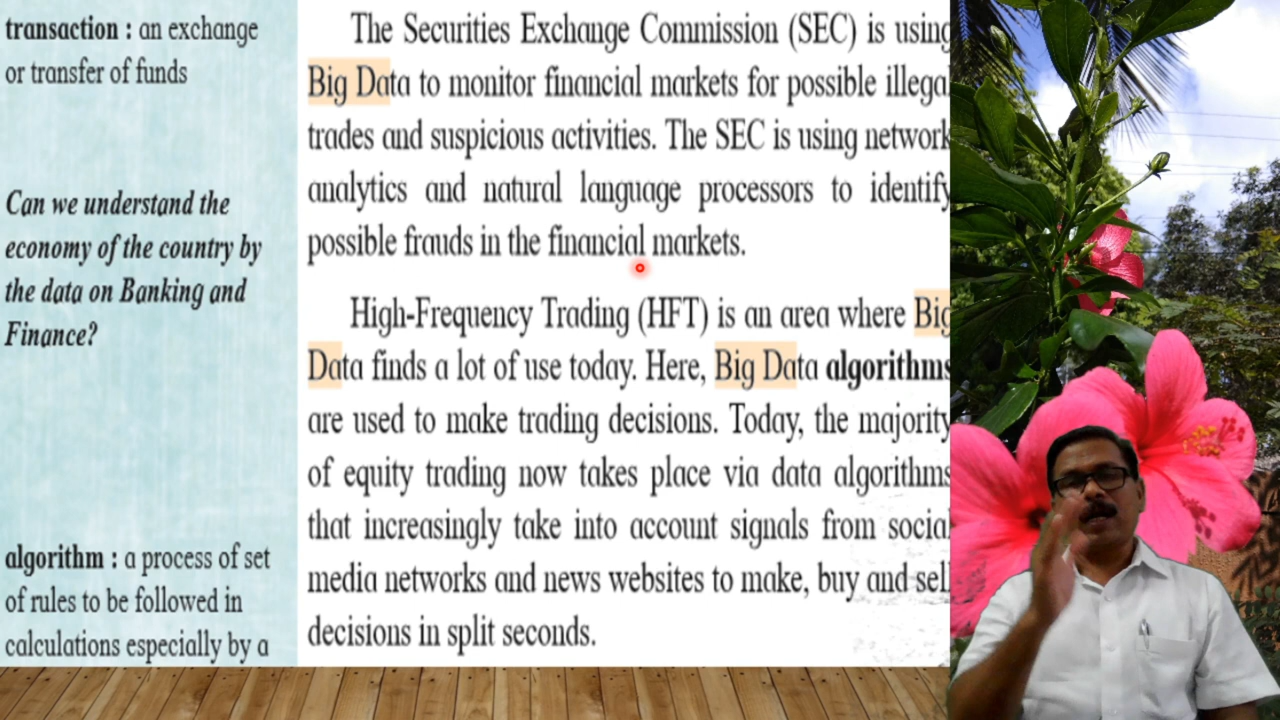 transaction : an exchange
or transfer of funds
Can we understand the
economy of the country by
the data on Banking and
Finance?
algorithm : a process of set
of rules to be followed in
calculations especially by a
The Securities Exchange Commission (SEC) is using
Big Data to monitor financial markets for possible illega
trades and suspicious activities. The SEC is using network
analytics and natural language processors to identify
possible frauds in the financial markets.
High-Frequency Trading (HFT) is an area where Big
Data finds a lot of use today. Here, Big Data algorithms
are used to make trading decisions. Today, the majority
of equity trading now takes place via data algorithms
that increasingly take into account signals from social
media networks and news websites to make, buy and sell
decisions in split seconds.